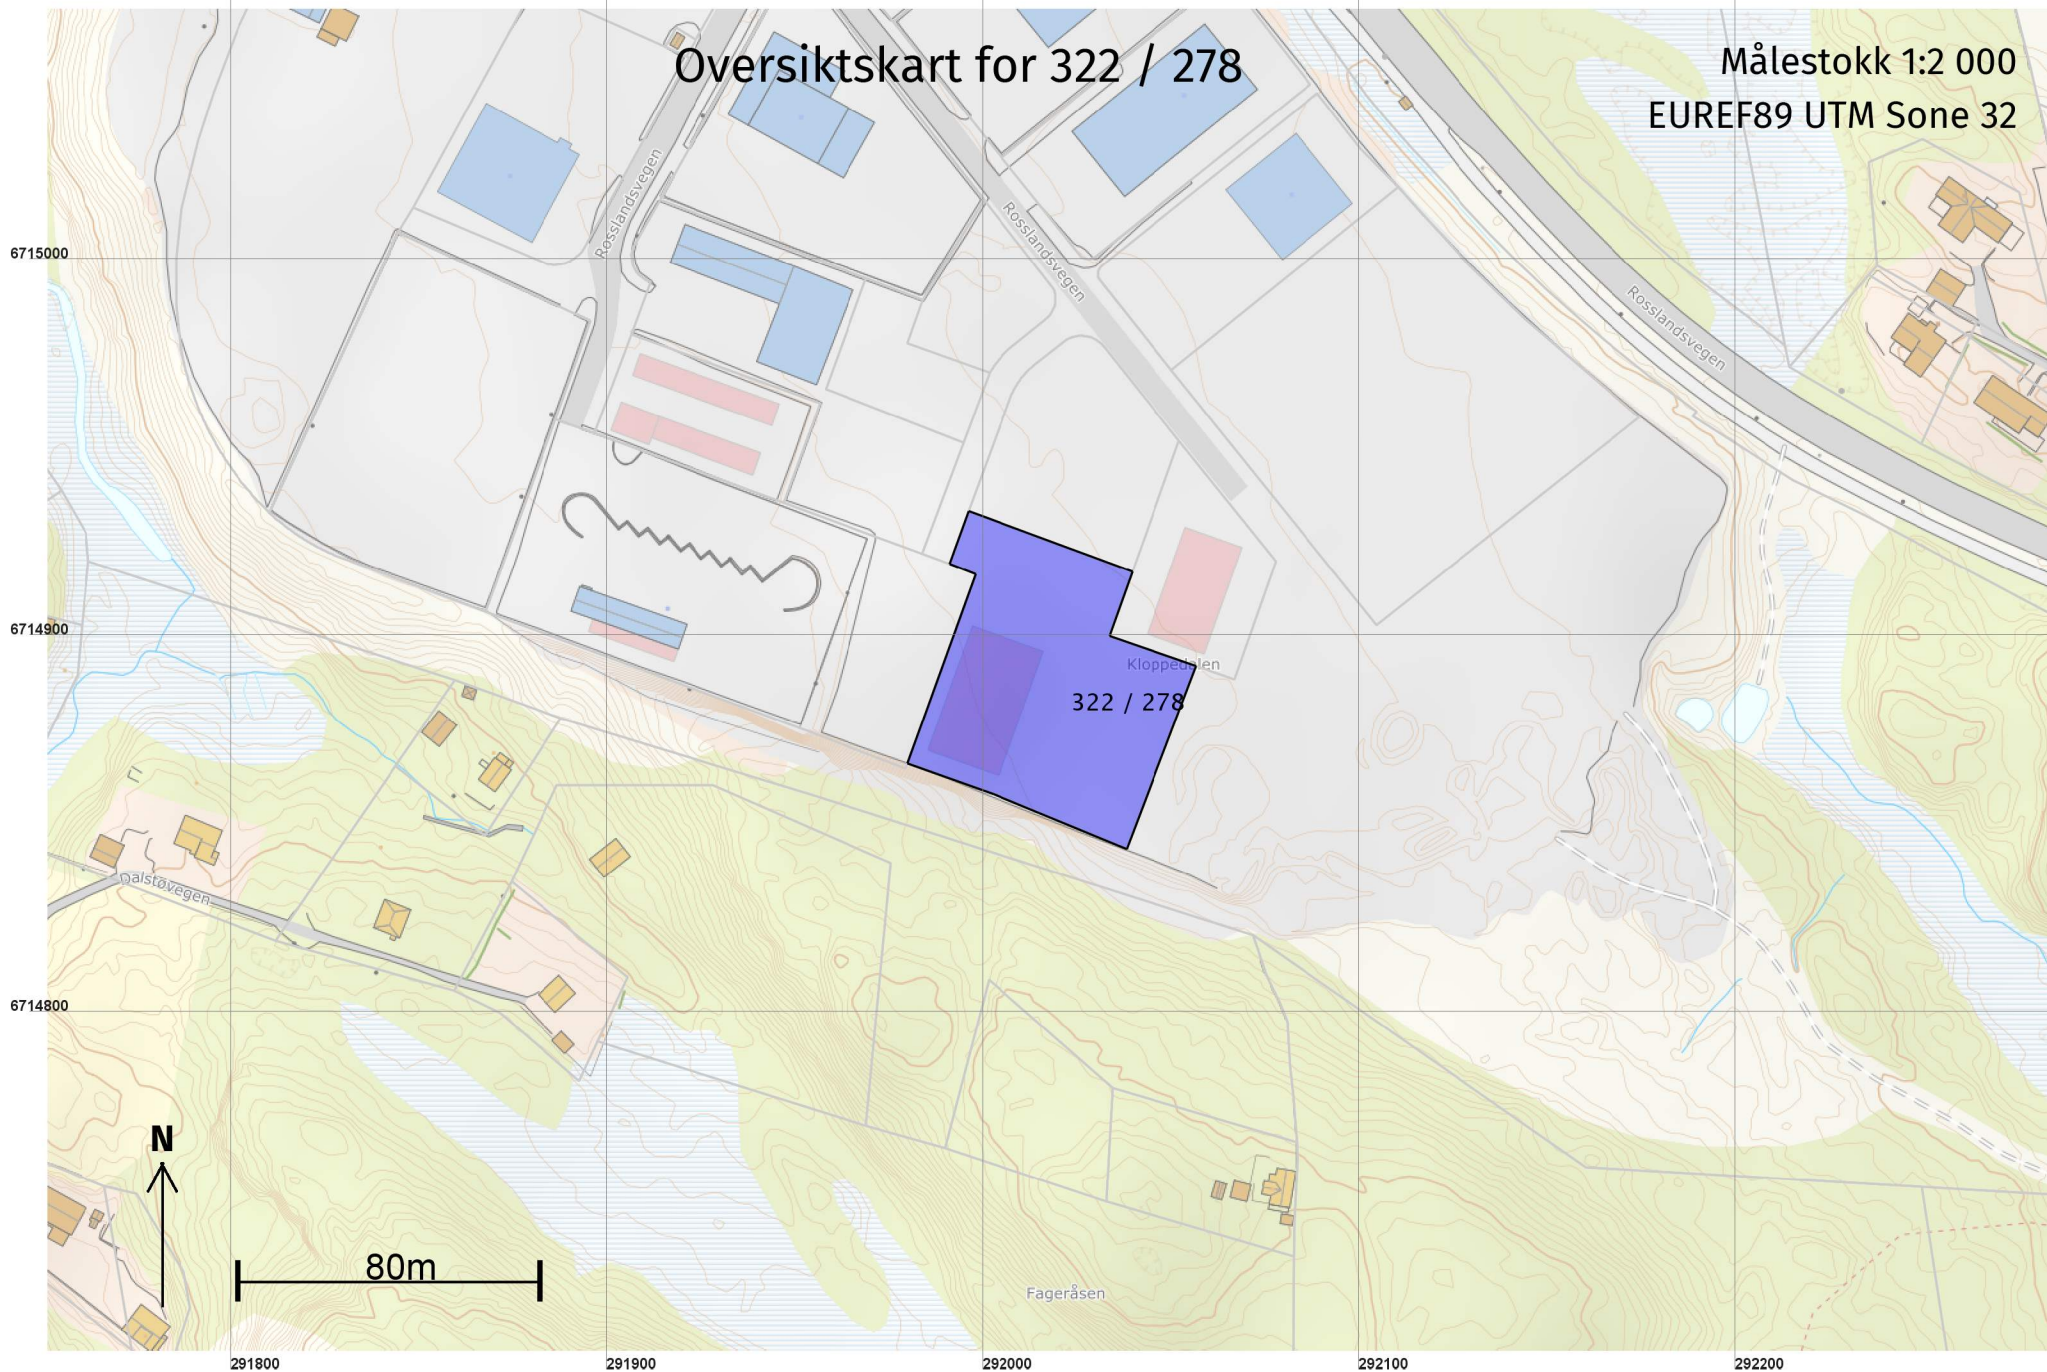 Oversiktskart for 322 / 278
Målestokk 1:2 000
EUREF89 UTM Sone 32
Rosslandsvegen
Rosslandsvegen
Rosslandsvegen
6715000
6714900
Kloppedalen
322 / 278
Dalstøvegen
6714800
N
80m
Fageråsen
291800
291900
292000
292100
292200